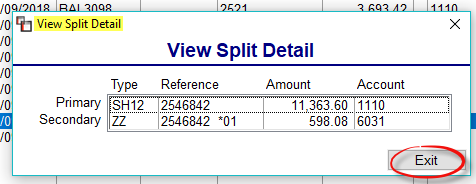 /09/2018 BAL3098 2521 3,693.42 1110
View Split Detail
View Split Detail
Type Reference Amount Account
Primary SH12 2546842 11,363.60 1110
Secondary ZZ 2546842 *01 598.08 6031
Exit